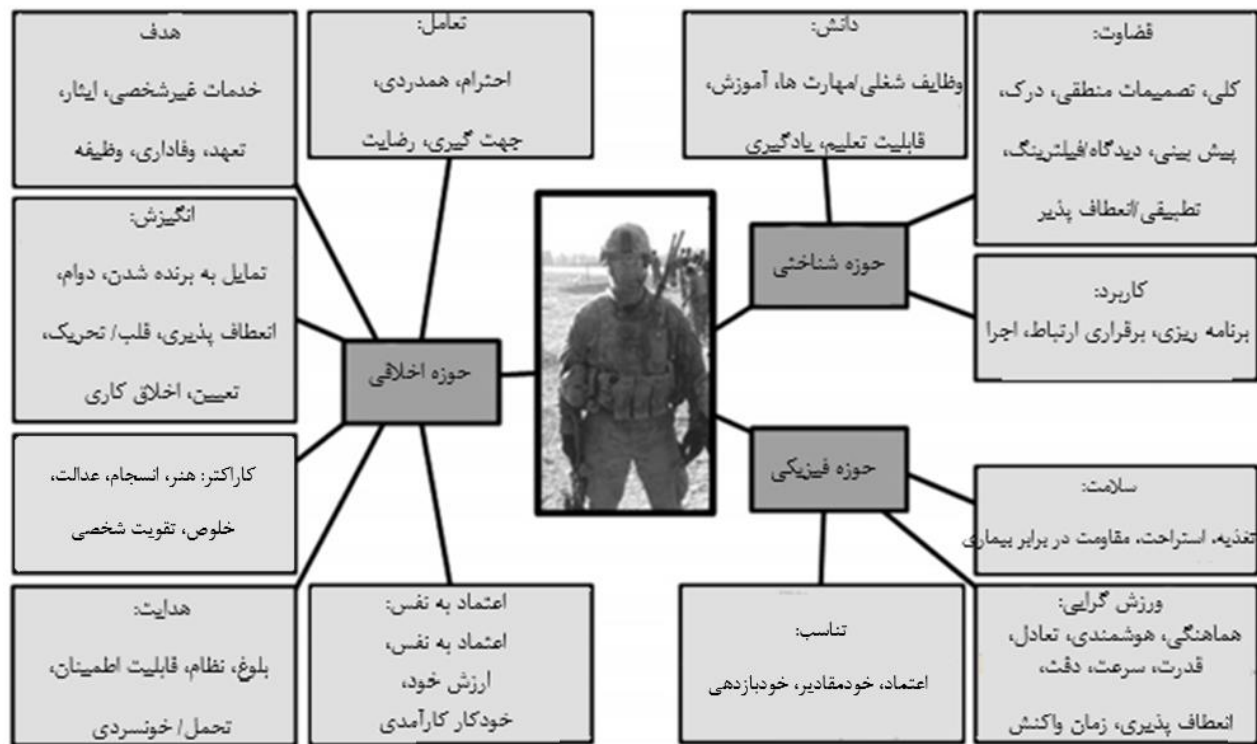 هدف
خدمات غیرشخصی، ایثار،
تعهد، وفاداری، وظیفه
تعامل:
احترام، همدردی،
جهت گیری، رضایت
دانش:
وظایف شغلی/مهارت ها، آموزش،
قابلیت تعلیم، یادگیری
قضاوت:
کلی، تصمیمات منطقی، درک،
پیش بینی، دیدگاه/فیلترینگ،
تطبیقی/انعطاف پذیر
انگیزش:
تمایل به برنده شدن، دوام،
انعطاف پذیری، قلب/ تحریک،
تعیین، اخلاق کاری
حوزه اخلاقی
حوزه شناختی
کاربرد:
برنامه ریزی، برقراری ارتباط، اجرا
حوزه فیزیکی
کاراکتر: هنر، انسجام، عدالت،
خلوص، تقویت شخصی
سلامت:
تغذیه، استراحت، مقاومت در برابر بیماری
هدایت:
بلوغ، نظام، قابلیت اطمینان،
تحمل/ خونسردی
اعتماد به نفس:
اعتماد به نفس،
ارزش خود،
خودکار کارآمدی
تناسب:
اعتماد، خودمقادیر، خودبازدهی
ورزش گرایی:
هماهنگی، هوشمندی، تعادل،
قدرت، سرعت، دقت،
انعطاف پذیری، زمان واکنش